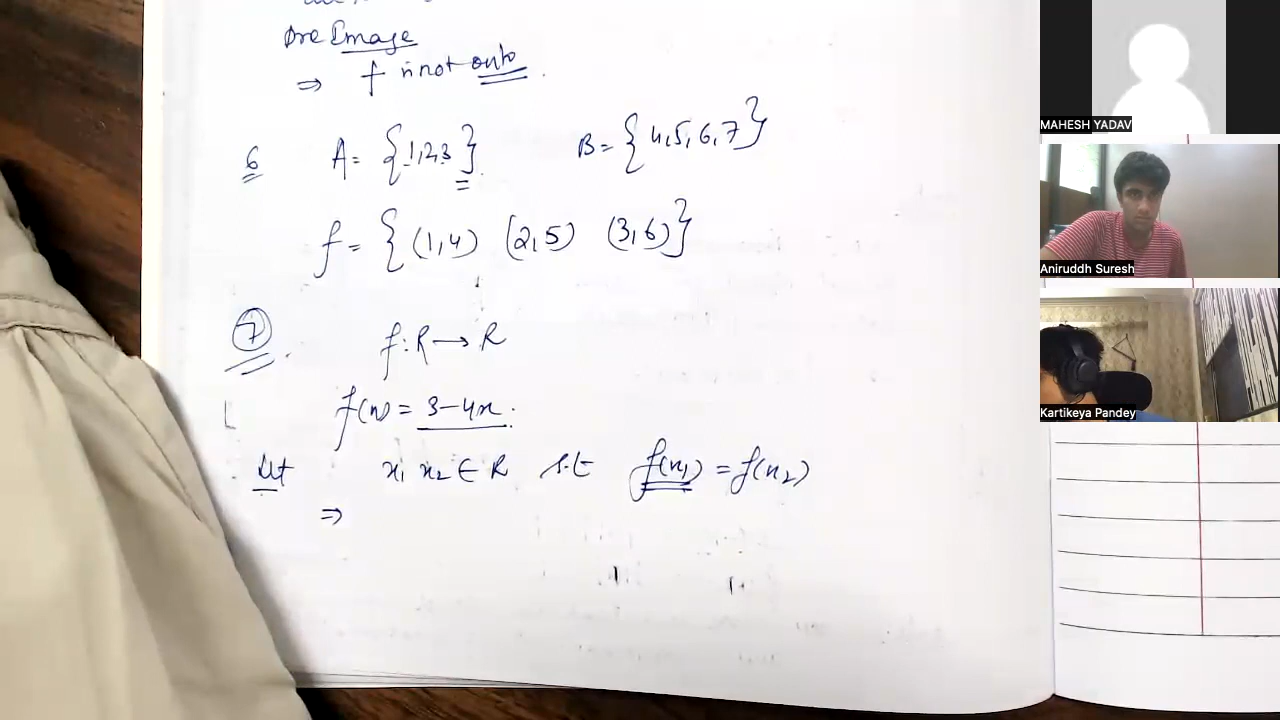 Pre Image
⇒ f is not onto.
6 A = {1,2,3} B = {4,5,6,7}
f = {(1,4) (2,5) (3,6)}
7. f: R → R
f(x) = 3-4x.
Let x₁ x₂ ∈ R s.t f(x₁) = f(x₂)
⇒
MAHESH YADAV
Aniruddh Suresh
Kartikeya Pandey